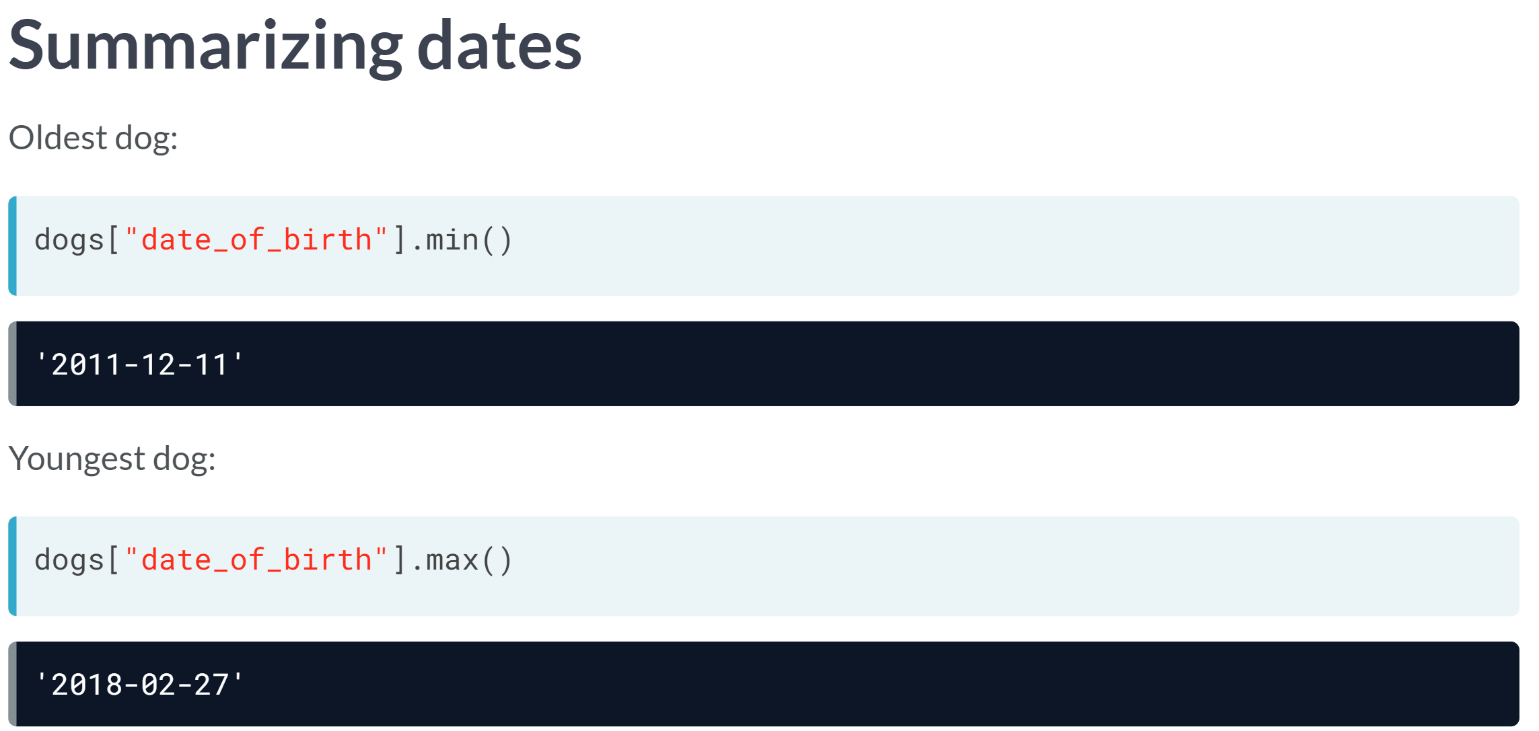 Summarizing dates
Oldest dog:
dogs["date_of_birth"].min()
'2011-12-11'
Youngest dog:
dogs["date_of_birth"].max()
'2018-02-27'